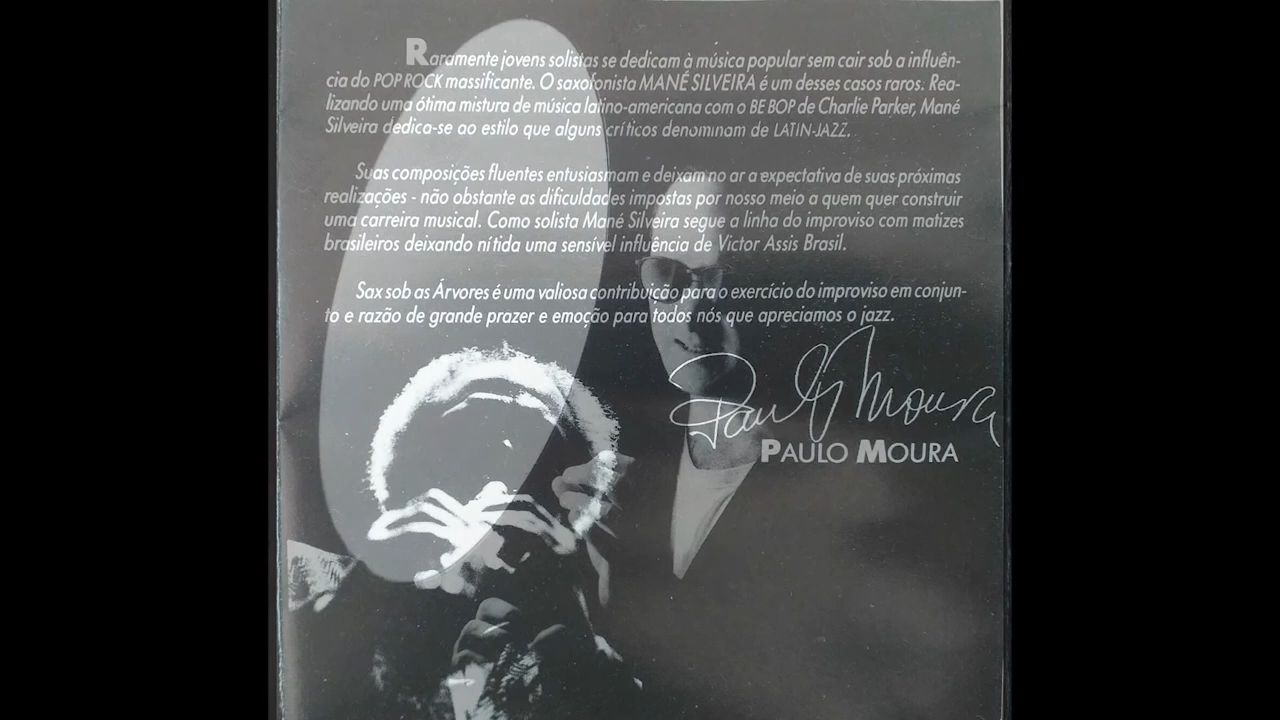 Raramente jovens solistas se dedicam à música popular sem cair sob a influên-
cia do POP ROCK massificante. O saxofonista MANÉ SILVEIRA é um desses casos raros. Rea-
lizando uma ótima mistura de música latino-americana com o BE BOP de Charlie Parker, Mané
Silveira dedica-se ao estilo que alguns críticos denominam de LATIN-JAZZ.
Suas composições fluentes entusiasmam e deixam no ar a expectativa de suas próximas
realizações - não obstante as dificuldades impostas por nosso meio a quem quer construir
uma carreira musical. Como solista Mané Silveira segue a linha do improviso com matizes
brasileiros deixando nítida uma sensível influência de Victor Assis Brasil.
Sax sob as Árvores é uma valiosa contribuição para o exercício do improviso em conjun-
to e razão de grande prazer e emoção para todos nós que apreciamos o jazz.
Paulo Moura
PAULO MOURA